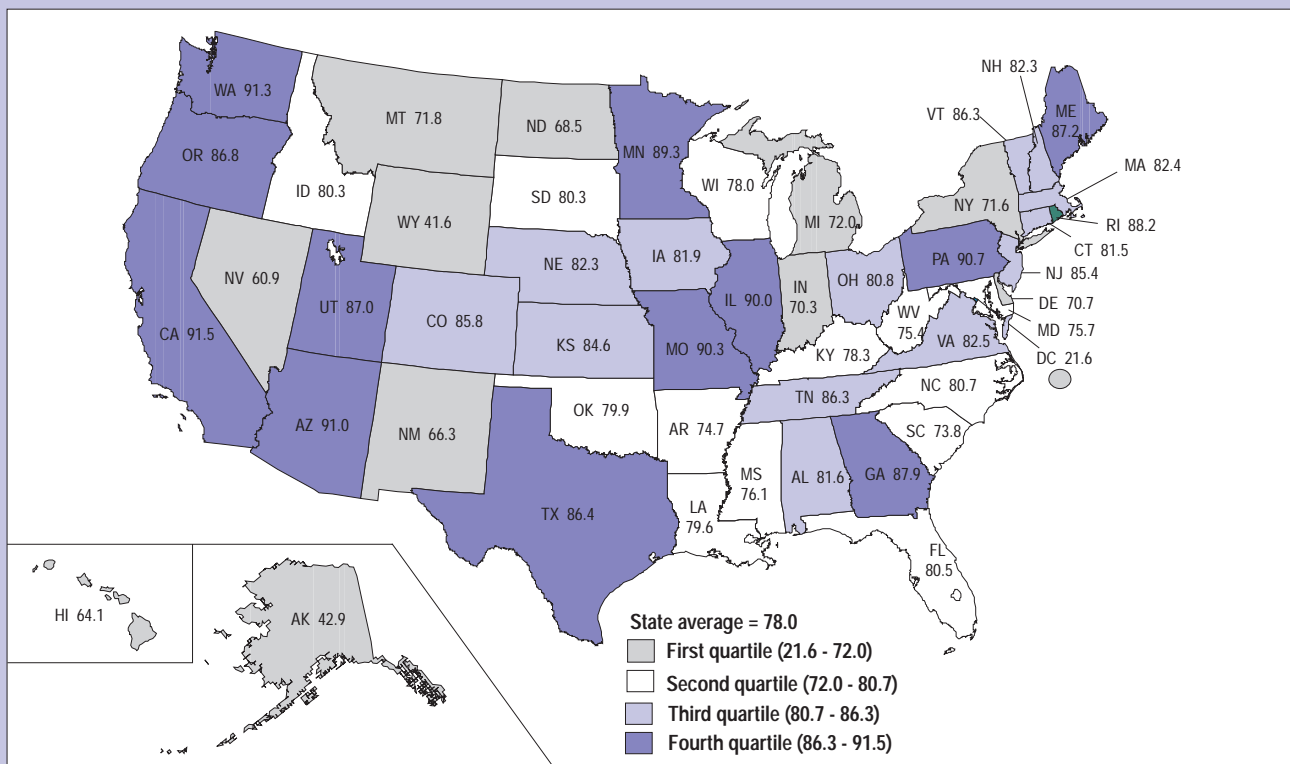 NH 82.3
WA 91.3
VT 86.3
ME
87.2
MT 71.8
ND 68.5
MN 89.3
OR 86.8
MA 82.4
ID 80.3
SD 80.3
WI 78.0
NY 71.6
WY 41.6
MI 72.0
RI 88.2
CT 81.5
NV 60.9
NE 82.3
IA 81.9
PA 90.7
NJ 85.4
UT 87.0
IL 90.0
IN
70.3
OH 80.8
DE 70.7
CA 91.5
CO 85.8
WV
75.4
MD 75.7
KS 84.6
MO 90.3
VA 82.5
DC 21.6
KY 78.3
NC 80.7
TN 86.3
AZ 91.0
NM 66.3
OK 79.9
AR 74.7
SC 73.8
MS
76.1
AL 81.6
GA 87.9
TX 86.4
LA
79.6
FL
80.5
HI 64.1
AK 42.9
State average = 78.0
First quartile (21.6 - 72.0)
Second quartile (72.0 - 80.7)
Third quartile (80.7 - 86.3)
Fourth quartile (86.3 - 91.5)